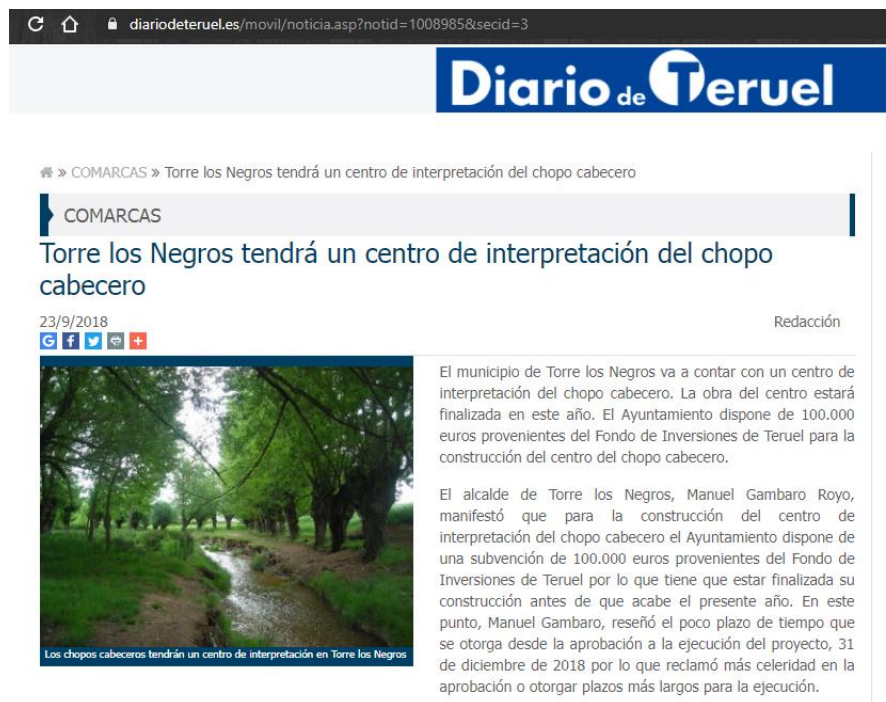 diariodeteruel.es/movil/noticia.asp?notid=1008985&secid=3
Diario de Teruel
» COMARCAS » Torre los Negros tendrá un centro de interpretación del chopo cabecero
COMARCAS
Torre los Negros tendrá un centro de interpretación del chopo
cabecero
23/9/2018
Redacción
El municipio de Torre los Negros va a contar con un centro de
interpretación del chopo cabecero. La obra del centro estará
finalizada en este año. El Ayuntamiento dispone de 100.000
euros provenientes del Fondo de Inversiones de Teruel para la
construcción del centro del chopo cabecero.
El alcalde de Torre los Negros, Manuel Gambaro Royo,
manifestó que para la construcción del centro de
interpretación del chopo cabecero el Ayuntamiento dispone de
una subvención de 100.000 euros provenientes del Fondo de
Inversiones de Teruel por lo que tiene que estar finalizada su
construcción antes de que acabe el presente año. En este
punto, Manuel Gambaro, reseñó el poco plazo de tiempo que
se otorga desde la aprobación a la ejecución del proyecto, 31
de diciembre de 2018 por lo que reclamó más celeridad en la
aprobación o otorgar plazos más largos para la ejecución.
Los chopos cabeceros tendrán un centro de interpretación en Torre los Negros